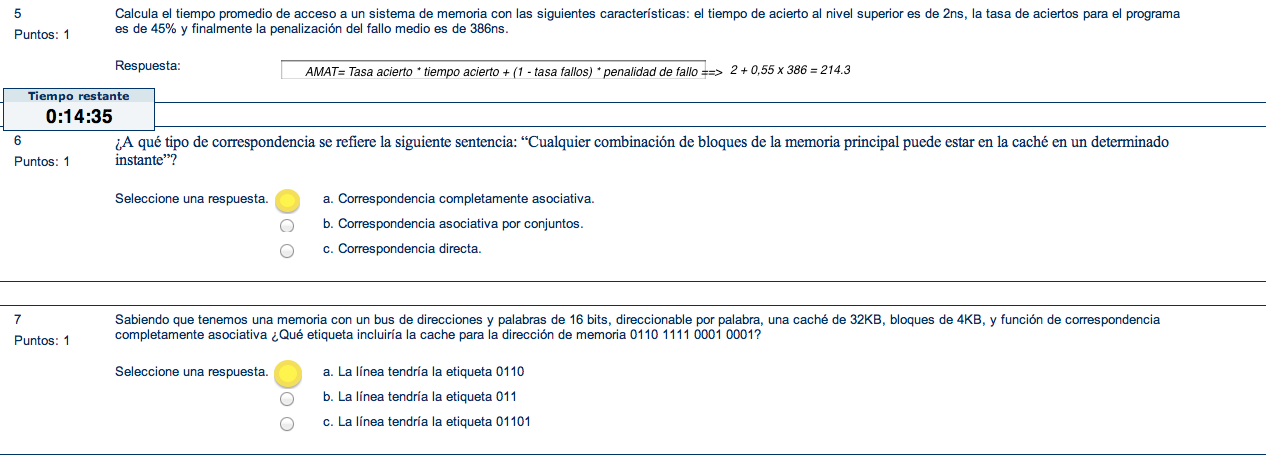 5
Puntos: 1
Calcula el tiempo promedio de acceso a un sistema de memoria con las siguientes características: el tiempo de acierto al nivel superior es de 2ns, la tasa de aciertos para el programa
es de 45% y finalmente la penalización del fallo medio es de 386ns.
Respuesta:
AMAT= Tasa acierto * tiempo acierto + (1 - tasa fallos) * penalidad de fallo ==> 2 + 0,55 x 386 = 214.3
Tiempo restante
0:14:35
6
Puntos: 1
¿A qué tipo de correspondencia se refiere la siguiente sentencia: “Cualquier combinación de bloques de la memoria principal puede estar en la caché en un determinado
instante”?
Seleccione una respuesta.
a. Correspondencia completamente asociativa.
b. Correspondencia asociativa por conjuntos.
c. Correspondencia directa.
7
Puntos: 1
Sabiendo que tenemos una memoria con un bus de direcciones y palabras de 16 bits, direccionable por palabra, una caché de 32KB, bloques de 4KB, y función de correspondencia
completamente asociativa ¿Qué etiqueta incluiría la cache para la dirección de memoria 0110 1111 0001 0001?
Seleccione una respuesta.
a. La línea tendría la etiqueta 0110
b. La línea tendría la etiqueta 011
c. La línea tendría la etiqueta 01101